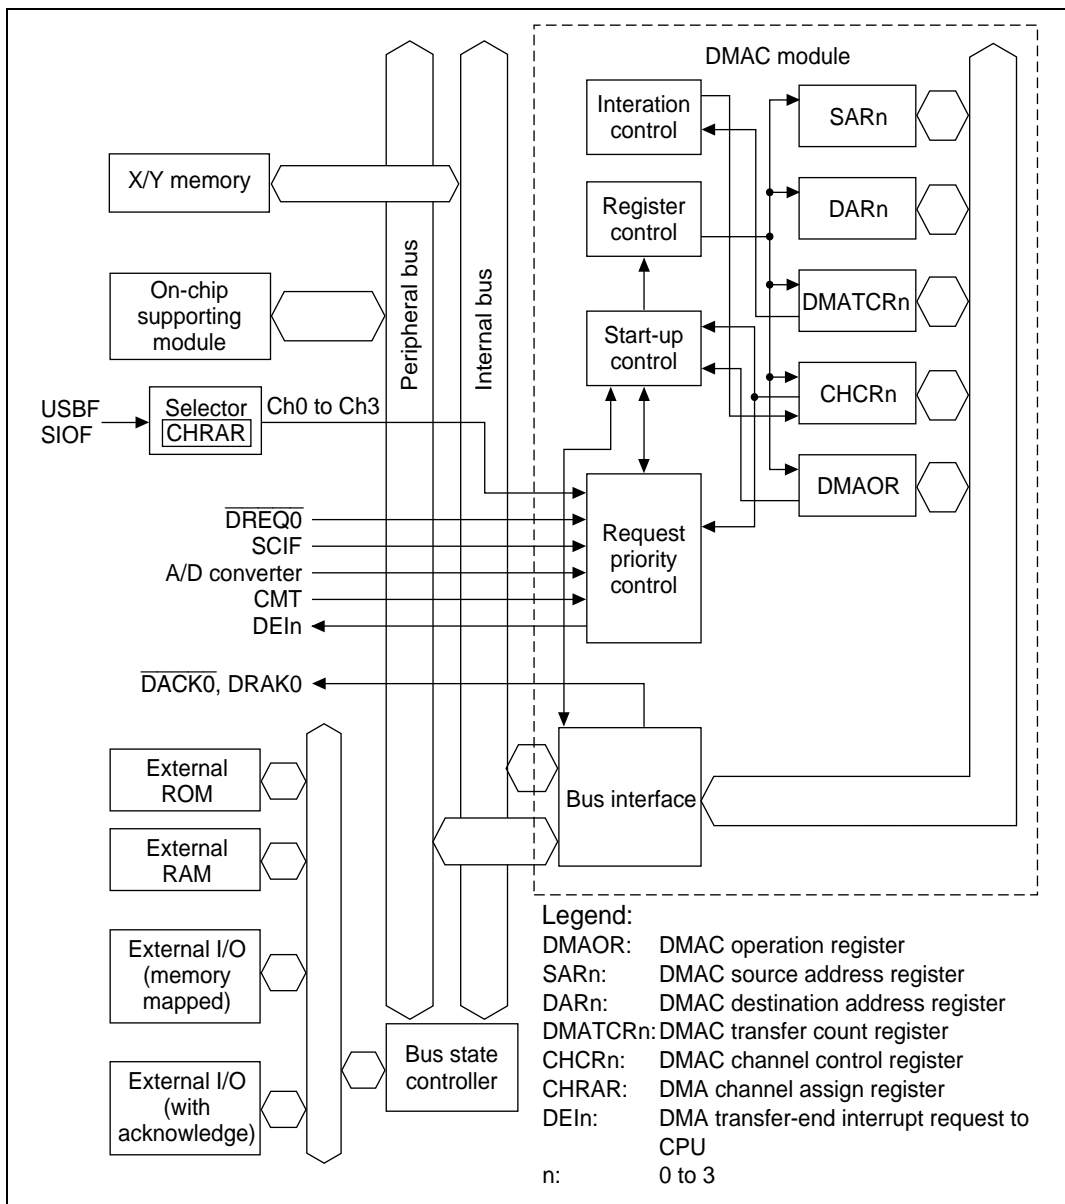 DMAC module
Interation
control
SARn
X/Y memory
Register
control
DARn
Peripheral bus
Internal bus
On-chip
supporting
module
DMATCRn
Start-up
control
CHCRn
USBF
SIOF
Selector
CHRAR
Ch0 to Ch3
DMAOR
DREQ0
SCIF
A/D converter
CMT
DEIn
Request
priority
control
DACK0, DRAK0
External
ROM
Bus interface
External
RAM
External I/O
(memory
mapped)
Bus state
controller
External I/O
(with
acknowledge)
Legend:
DMAOR: DMAC operation register
SARn: DMAC source address register
DARn: DMAC destination address register
DMATCRn: DMAC transfer count register
CHCRn: DMAC channel control register
CHRAR: DMA channel assign register
DEIn: DMA transfer-end interrupt request to
CPU
n: 0 to 3